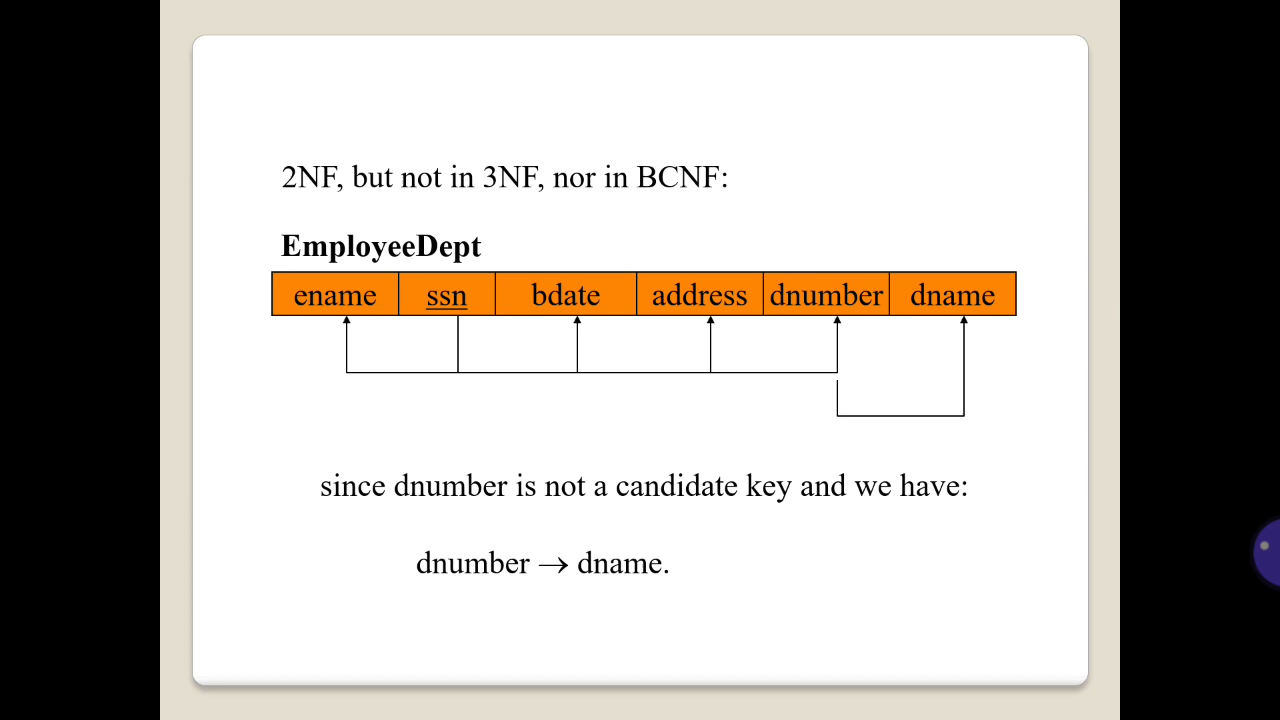 2NF, but not in 3NF, nor in BCNF:
EmployeeDept
ename ssn bdate address dnumber dname
since dnumber is not a candidate key and we have:
dnumber → dname.